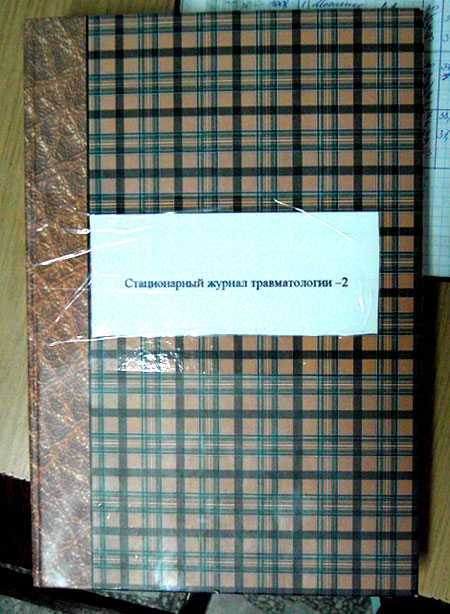 Стационарный журнал травматологии –2